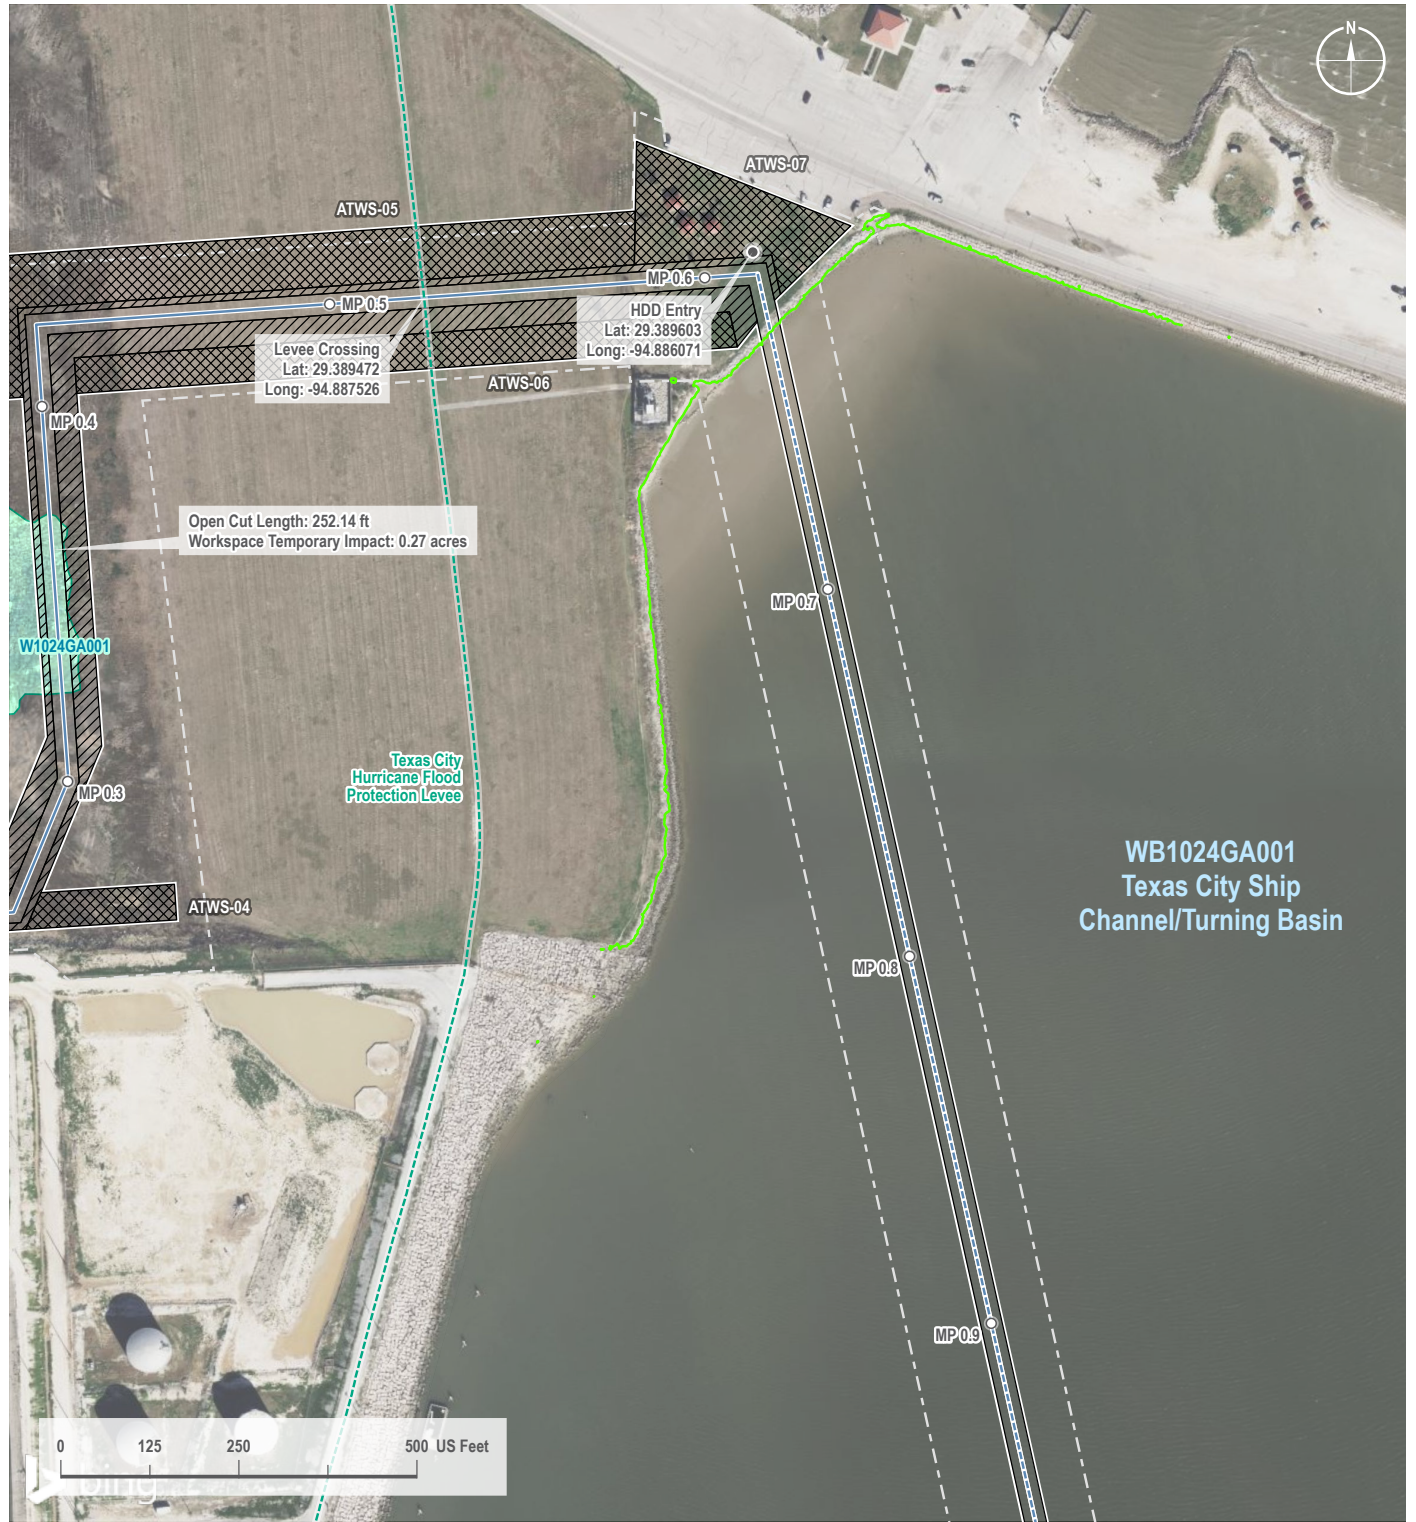 N
ATWS-07
ATWS-05
MP 0.6
MP 0.5
HDD Entry
Lat: 29.389603
Long: -94.886071
Levee Crossing
Lat: 29.389472
Long: -94.887526
ATWS-06
MP 0.4
Open Cut Length: 252.14 ft
Workspace Temporary Impact: 0.27 acres
MP 0.7
W1024GA001
Texas City
Hurricane Flood
Protection Levee
MP 0.3
WB1024GA001
Texas City Ship
Channel/Turning Basin
ATWS-04
MP 0.8
MP 0.9
0 125 250 500 US Feet
bing